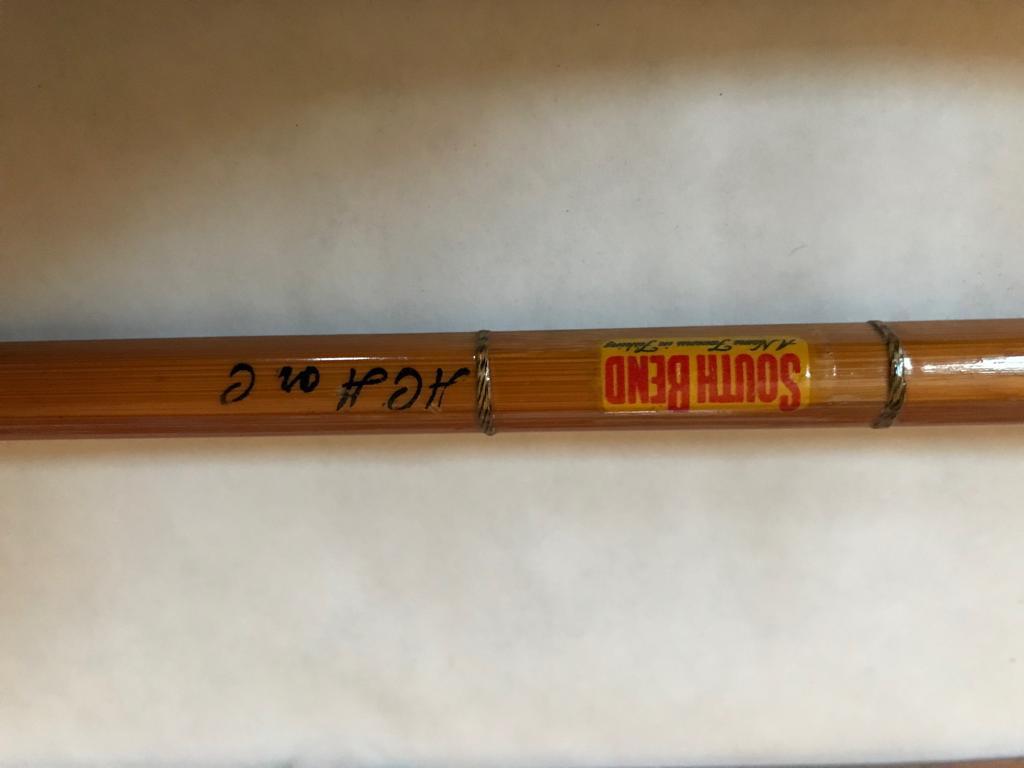 SOUTH BEND
A Name Famous in Fishing
HCH or C